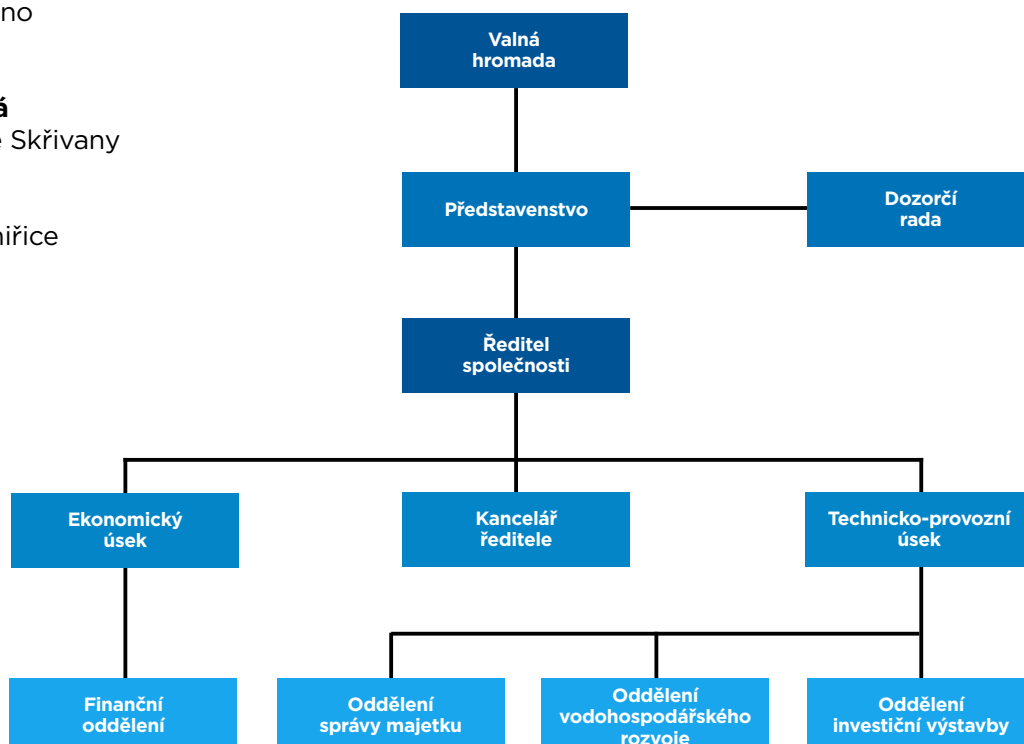 no
á
Skřivany
Valná
hromada
Představenstvo
Dozorčí
rada
Ředitel
společnosti
Ekonomický
úsek
Kancelář
ředitele
Technicko-provozní
úsek
Finanční
oddělení
Oddělení
správy majetku
Oddělení
vodohospodářského
rozvoje
Oddělení
investiční výstavby